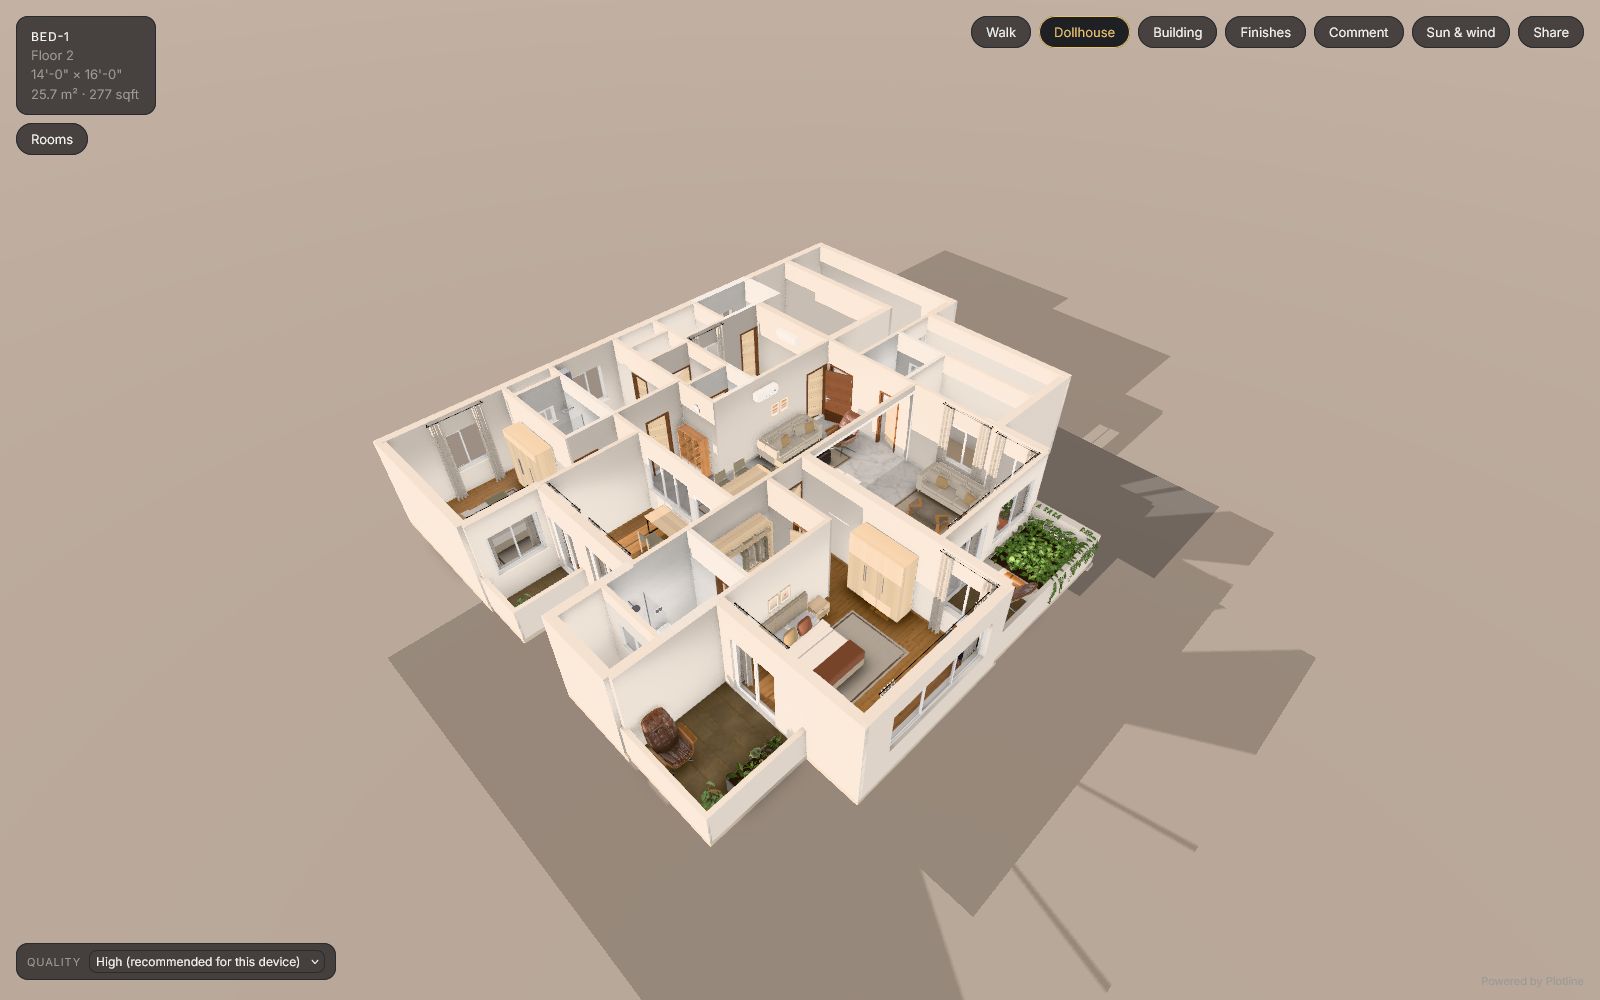 BED-1
Floor 2
14'-0" × 16'-0"
25.7 m² · 277 sqft
Rooms
Walk
Dollhouse
Building
Finishes
Comment
Sun & wind
Share
QUALITY
High (recommended for this device)
Powered by Plotline